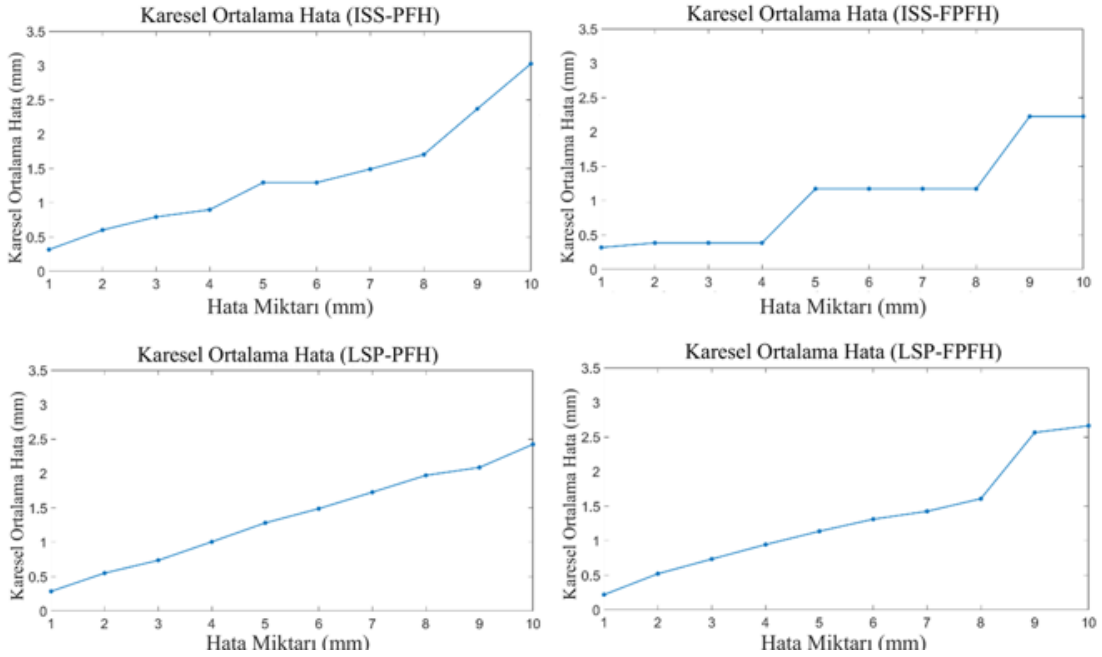 Karesel Ortalama Hata (ISS-PFH)
Karesel Ortalama Hata (mm)
3.5
3
2.5
2
1.5
1
0.5
0
1 2 3 4 5 6 7 8 9 10
Hata Miktarı (mm)
Karesel Ortalama Hata (ISS-FPFH)
Karesel Ortalama Hata (mm)
3.5
3
2.5
2
1.5
1
0.5
0
1 2 3 4 5 6 7 8 9 10
Hata Miktarı (mm)
Karesel Ortalama Hata (LSP-PFH)
Karesel Ortalama Hata (mm)
3.5
3
2.5
2
1.5
1
0.5
0
1 2 3 4 5 6 7 8 9 10
Hata Miktarı (mm)
Karesel Ortalama Hata (LSP-FPFH)
Karesel Ortalama Hata (mm)
3.5
3
2.5
2
1.5
1
0.5
0
1 2 3 4 5 6 7 8 9 10
Hata Miktarı (mm)